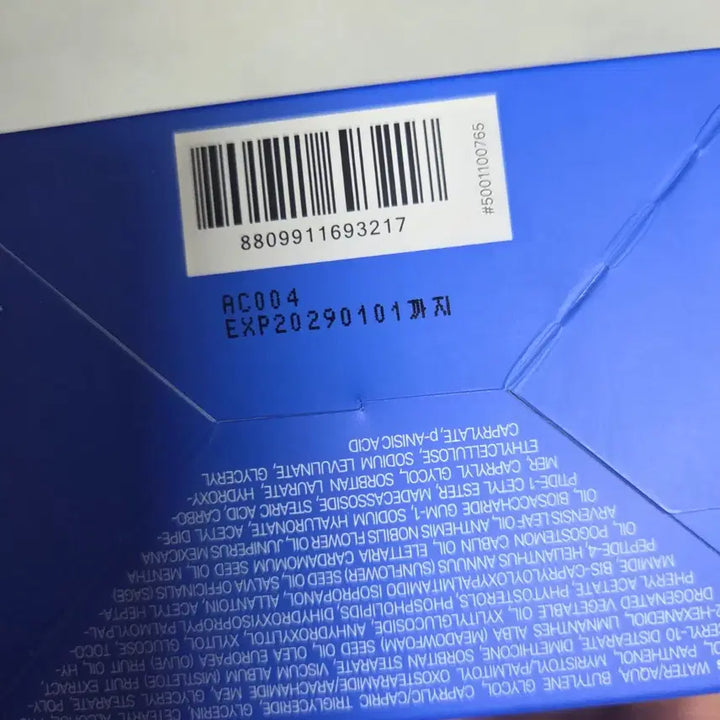 #5001100765
8809911693217
AC004
EXP20290101까지
WATER/AQUA, BUTYLENE GLYCOL, CAPRYLIC/CAPRIC TRIGLYCERIDE, GLYCERIN,
PANTHENOL, MYRISTOYL/PALMITOYL OXOSTEARAMIDE/ARACHAMIDE MEA, GLYCERYL STEARATE, POLY-
CERYL-10 DISTEARATE, DIMETHICONE, SORBITAN STEARATE, VISCUM ALBUM (MISTLETOE) FRUIT EXTRACT,
2-HEXANEDIOL, LIMNANTHES ALBA (MEADOWFOAM) SEED OIL, OLEA EUROPAEA (OLIVE) FRUIT OIL, HY-
DROGENATED VEGETABLE OIL, XYLITYLGLUCOSIDE, ANHYDROXYLITOL, XYLITOL, GLUCOSE, TOCO-
PHERYL ACETATE, PHYTOSTEROLS, PHOSPHOLIPIDS, DIHYDROXYISOPROPYL PALMOYLPAL-
MAMIDE, BIS-CAPRYLOYLOXYPALMITAMIDO ISOPROPANOL, ALLANTOIN, ACETYL HEPTA-
PEPTIDE-4, HELIANTHUS ANNUUS (SUNFLOWER) SEED OIL, SALVIA OFFICINALIS (SAGE)
OIL, POGOSTEMON CABLIN OIL, ELETTARIA CARDAMOMUM SEED OIL, MENTHA
ARVENSIS LEAF OIL, ANTHEMIS NOBILIS FLOWER OIL, JUNIPERUS MEXICANA
OIL, BIOSACCHARIDE GUM-1, SODIUM HYALURONATE, ACETYL DIPE-
PTIDE-1 CETYL ESTER, MADECASSOSIDE, STEARIC ACID, CARBO-
MER, CAPRYLYL GLYCOL, SORBITAN LAURATE, HYDROXY-
ETHYLCELLULOSE, SODIUM LEVULINATE, GLYCERYL
CAPRYLATE, p-ANISIC ACID